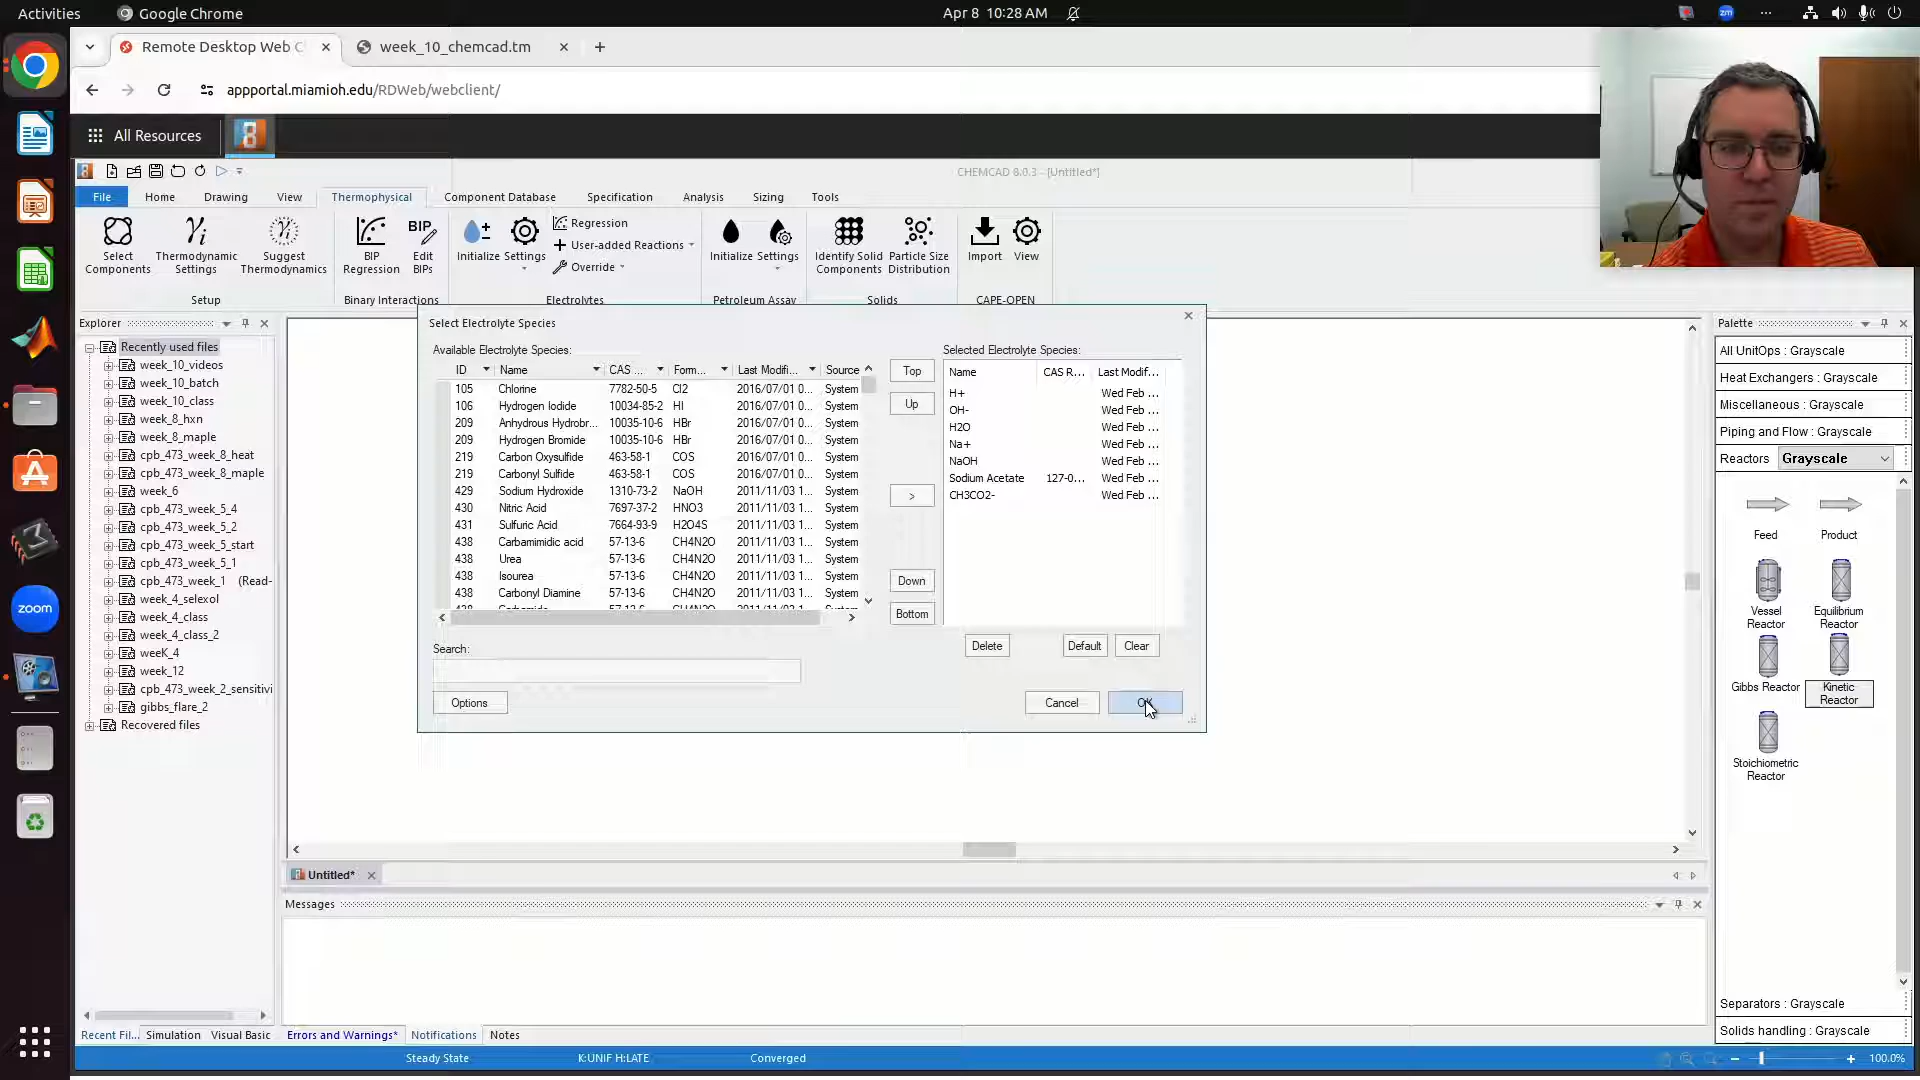 Activities
Google Chrome
Apr 8 10:28 AM
zm
Remote Desktop Web C
week_10_chemcad.tm
appportal.miamioh.edu/RDWeb/webclient/
All Resources
CHEMCAD 8.0.3 - [Untitled*]
File Home Drawing View Thermophysical Component Database Specification Analysis Sizing Tools
Select Components
Thermodynamic Settings
Suggest Thermodynamics
BIP Regression
BIP
Edit BIPs
Initialize
Settings
Regression
User-added Reactions
Override
Initialize
Settings
Identify Solid Components
Particle Size Distribution
Import
View
Setup
Binary Interactions
Electrolytes
Petroleum Assay
Solids
CAPE-OPEN
Explorer
Recently used files
week_10_videos
week_10_batch
week_10_class
week_8_hxn
week_8_maple
cpb_473_week_8_heat
cpb_473_week_8_maple
week_6
cpb_473_week_5_4
cpb_473_week_5_2
cpb_473_week_5_start
cpb_473_week_5_1
cpb_473_week_1 (Read-
week_4_selexol
week_4_class
week_4_class_2
weeK_4
week_12
cpb_473_week_2_sensitivi
gibbs_flare_2
Recovered files
zoom
Select Electrolyte Species
Available Electrolyte Species:
ID Name CAS ... Form... Last Modifi... Source
105 Chlorine 7782-50-5 Cl2 2016/07/01 0... System
106 Hydrogen Iodide 10034-85-2 HI 2016/07/01 0... System
209 Anhydrous Hydrobr... 10035-10-6 HBr 2016/07/01 0... System
209 Hydrogen Bromide 10035-10-6 HBr 2016/07/01 0... System
219 Carbon Oxysulfide 463-58-1 COS 2016/07/01 0... System
219 Carbonyl Sulfide 463-58-1 COS 2016/07/01 0... System
429 Sodium Hydroxide 1310-73-2 NaOH 2011/11/03 1... System
430 Nitric Acid 7697-37-2 HNO3 2011/11/03 1... System
431 Sulfuric Acid 7664-93-9 H2O4S 2011/11/03 1... System
438 Carbamimidic acid 57-13-6 CH4N2O 2011/11/03 1... System
438 Urea 57-13-6 CH4N2O 2011/11/03 1... System
438 Isourea 57-13-6 CH4N2O 2011/11/03 1... System
438 Carbonyl Diamine 57-13-6 CH4N2O 2011/11/03 1... System
Top
Up
>
Down
Bottom
Selected Electrolyte Species:
Name CAS R... Last Modif...
H+ Wed Feb ...
OH- Wed Feb ...
H2O Wed Feb ...
Na+ Wed Feb ...
NaOH Wed Feb ...
Sodium Acetate 127-0... Wed Feb ...
CH3CO2- Wed Feb ...
Delete Default Clear
Search:
Options Cancel
Palette
All UnitOps : Grayscale
Heat Exchangers : Grayscale
Miscellaneous : Grayscale
Piping and Flow : Grayscale
Reactors Grayscale
Feed
Product
Vessel Reactor
Equilibrium Reactor
Gibbs Reactor
Kinetic Reactor
Stoichiometric Reactor
Separators : Grayscale
Solids handling : Grayscale
Untitled*
Messages
Recent Fil... Simulation Visual Basic
Errors and Warnings* Notifications Notes
Steady State K:UNIF H:LATE Converged 100.0%